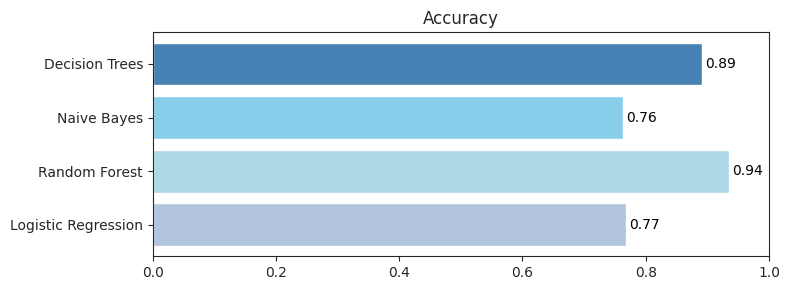 Accuracy
Decision Trees 0.89
Naive Bayes 0.76
Random Forest 0.94
Logistic Regression 0.77
0.0 0.2 0.4 0.6 0.8 1.0